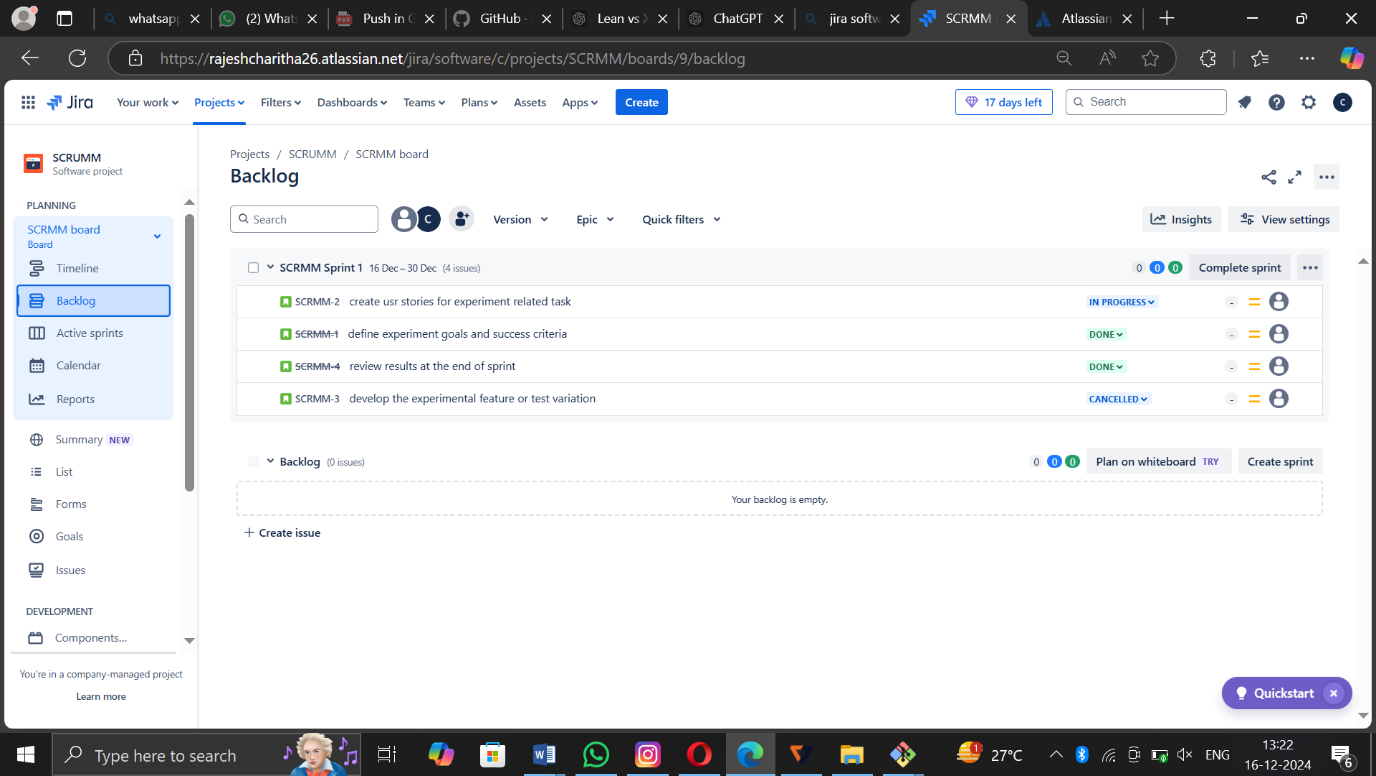 whatsapp
(2) Whats
Push in G
GitHub -
Lean vs X
ChatGPT
jira softw
SCRMM
Atlassian
https://rajeshcharitha26.atlassian.net/jira/software/c/projects/SCRMM/boards/9/backlog
Jira
Your work
Projects
Filters
Dashboards
Teams
Plans
Assets
Apps
Create
17 days left
Search
C
SCRUMM
Software project
PLANNING
SCRMM board
Board
Timeline
Backlog
Active sprints
Calendar
Reports
Summary NEW
List
Forms
Goals
Issues
DEVELOPMENT
Components...
You're in a company-managed project
Learn more
Projects / SCRUMM / SCRMM board
Backlog
Search
C
Version
Epic
Quick filters
Insights
View settings
SCRMM Sprint 1 16 Dec – 30 Dec (4 issues)
0 0 0
Complete sprint
SCRMM-2 create usr stories for experiment related task IN PROGRESS -
SCRMM-1 define experiment goals and success criteria DONE -
SCRMM-4 review results at the end of sprint DONE -
SCRMM-3 develop the experimental feature or test variation CANCELLED -
Backlog (0 issues)
0 0 0
Plan on whiteboard TRY
Create sprint
Your backlog is empty.
+ Create issue
Quickstart
Type here to search
1
27°C
ENG
13:22
16-12-2024
6